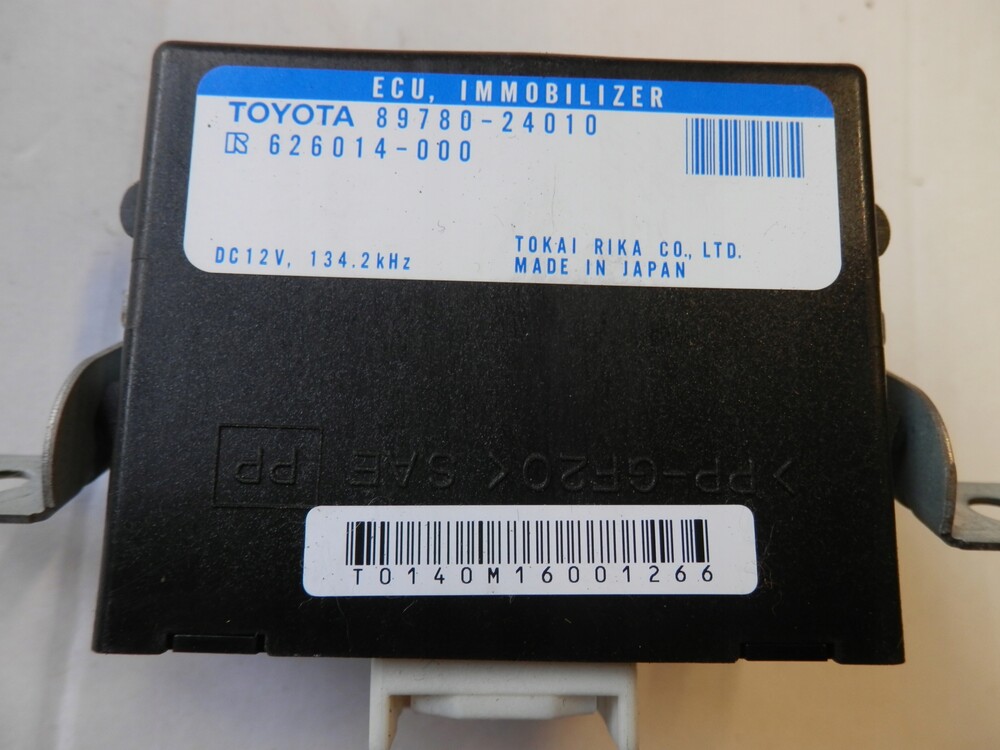 ECU, IMMOBILIZER
TOYOTA 89780-24010
R 626014-000
DC12V, 134.2kHz
TOKAI RIKA CO., LTD.
MADE IN JAPAN
>PP-GF20< SAE PP
T0140M16001266